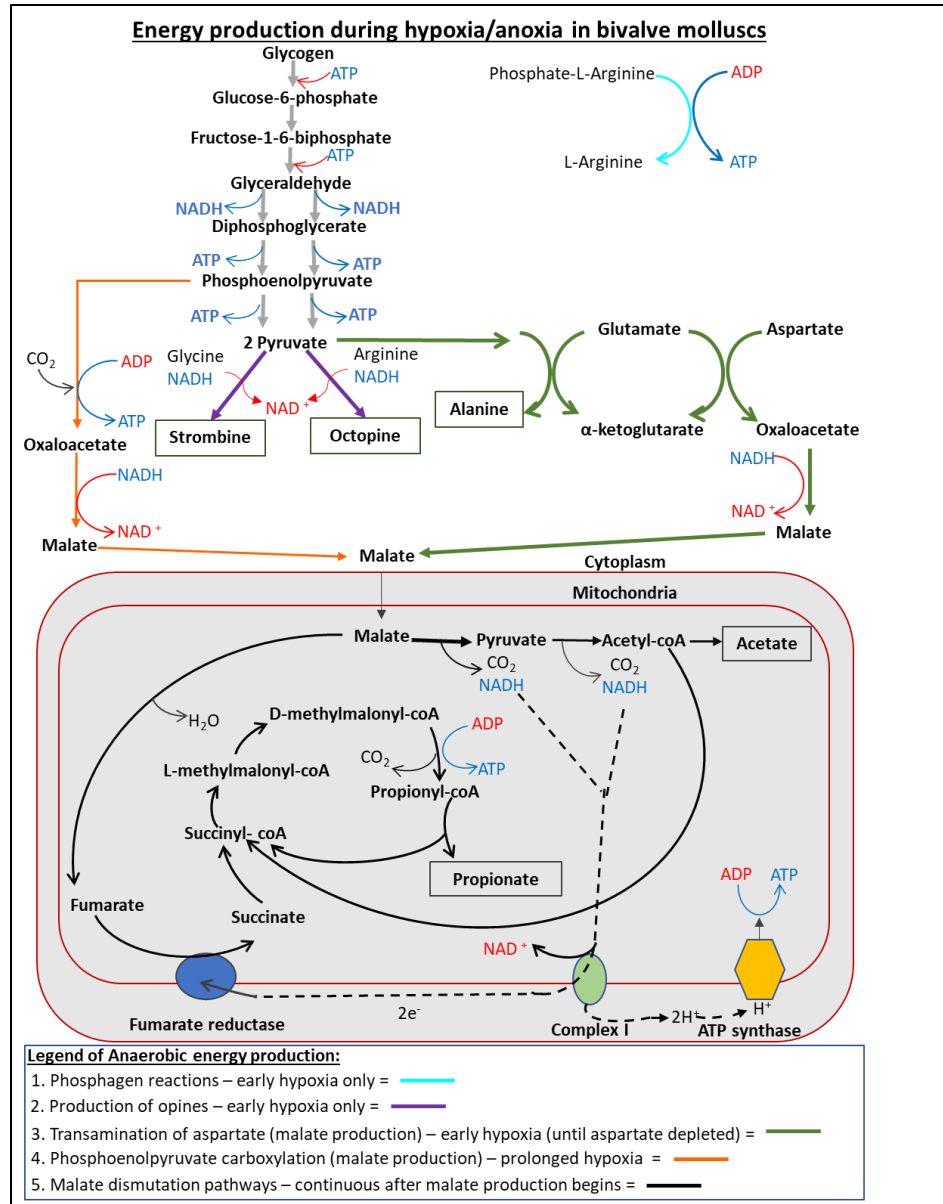 Energy production during hypoxia/anoxia in bivalve molluscs
Glycogen
ATP
Glucose-6-phosphate
Fructose-1-6-biphosphate
ATP
Glyceraldehyde
NADH
NADH
Diphosphoglycerate
ATP
ATP
Phosphoenolpyruvate
ATP
ATP
2 Pyruvate
Phosphate-L-Arginine
ADP
L-Arginine
ATP
CO2
ADP
ATP
Oxaloacetate
NADH
NAD +
Malate
Glycine
NADH
Arginine
NADH
NAD +
Strombine
Octopine
Glutamate
Aspartate
Alanine
α-ketoglutarate
Oxaloacetate
NADH
NAD +
Malate
Malate
Cytoplasm
Mitochondria
Malate
Pyruvate
Acetyl-coA
Acetate
CO2
NADH
CO2
NADH
H2O
D-methylmalonyl-coA
ADP
CO2
ATP
L-methylmalonyl-coA
Propionyl-coA
Succinyl- coA
Propionate
Fumarate
Succinate
ADP
ATP
NAD +
Fumarate reductase
2e-
Complex I
2H+
H+
ATP synthase
Legend of Anaerobic energy production:
1. Phosphagen reactions – early hypoxia only =
2. Production of opines – early hypoxia only =
3. Transamination of aspartate (malate production) – early hypoxia (until aspartate depleted) =
4. Phosphoenolpyruvate carboxylation (malate production) – prolonged hypoxia =
5. Malate dismutation pathways – continuous after malate production begins =